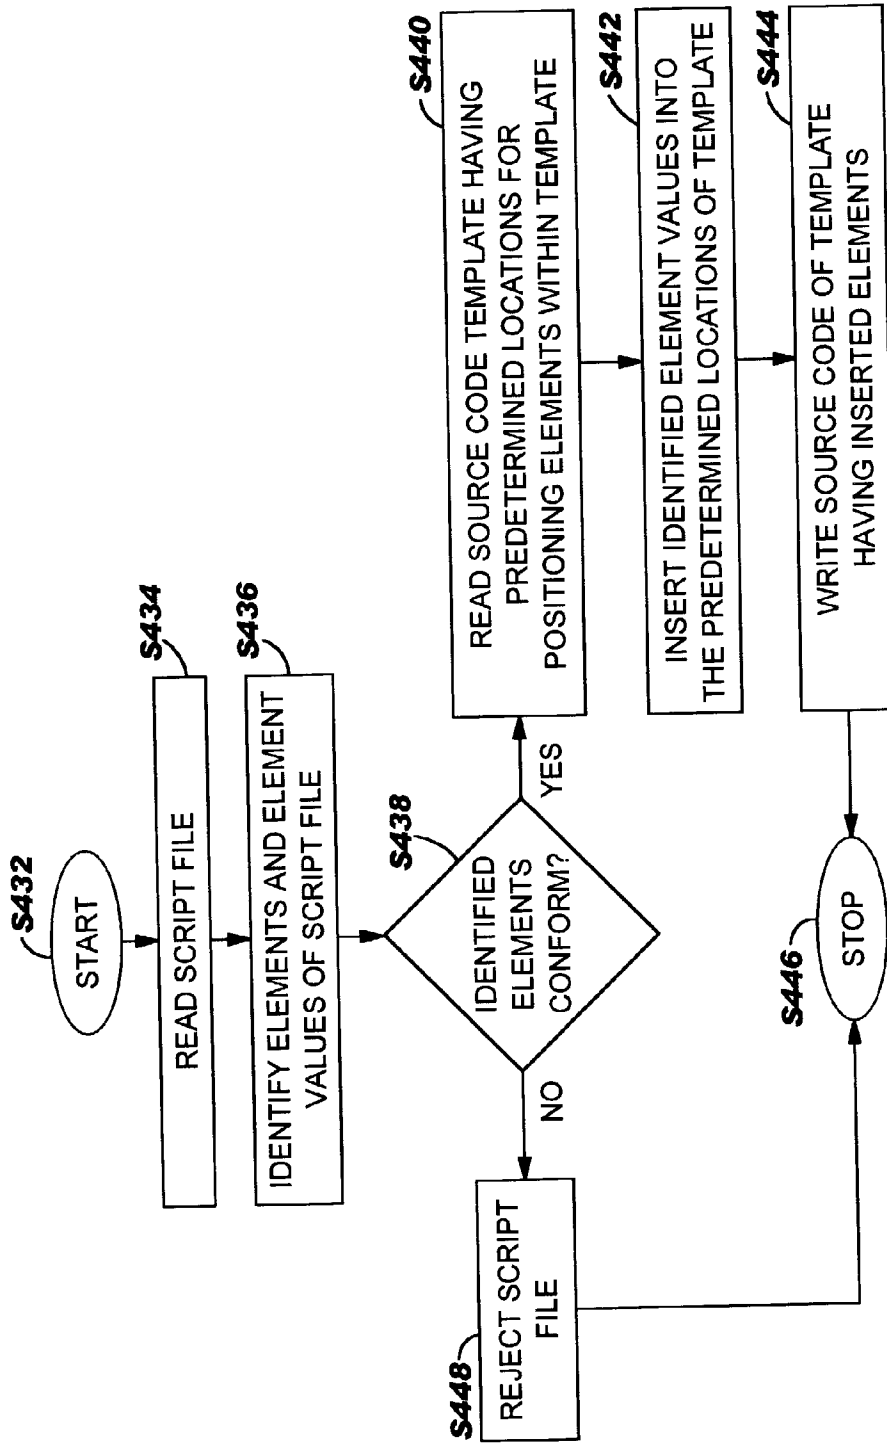 S432
START
S434
READ SCRIPT FILE
S436
IDENTIFY ELEMENTS AND ELEMENT
VALUES OF SCRIPT FILE
S438
IDENTIFIED
ELEMENTS
CONFORM?
NO
YES
S448
REJECT SCRIPT
FILE
S440
READ SOURCE CODE TEMPLATE HAVING
PREDETERMINED LOCATIONS FOR
POSITIONING ELEMENTS WITHIN TEMPLATE
S442
INSERT IDENTIFIED ELEMENT VALUES INTO
THE PREDETERMINED LOCATIONS OF TEMPLATE
S444
WRITE SOURCE CODE OF TEMPLATE
HAVING INSERTED ELEMENTS
S446
STOP